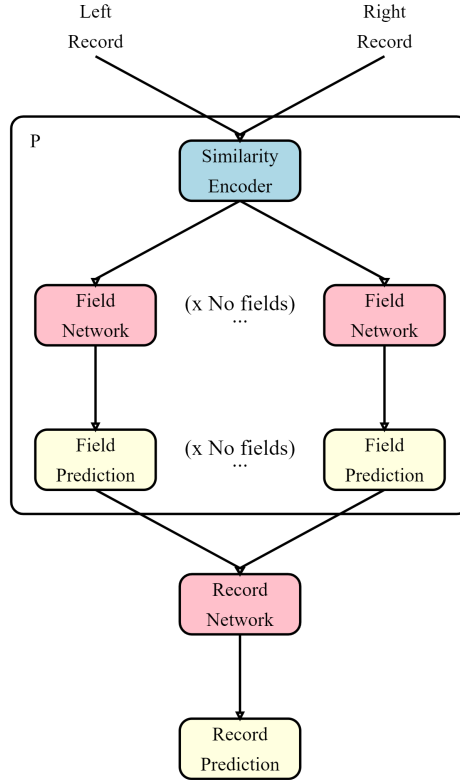 Left
Record
Right
Record
P
Similarity
Encoder
Field
Network
(x No fields)
...
Field
Network
Field
Prediction
(x No fields)
...
Field
Prediction
Record
Network
Record
Prediction